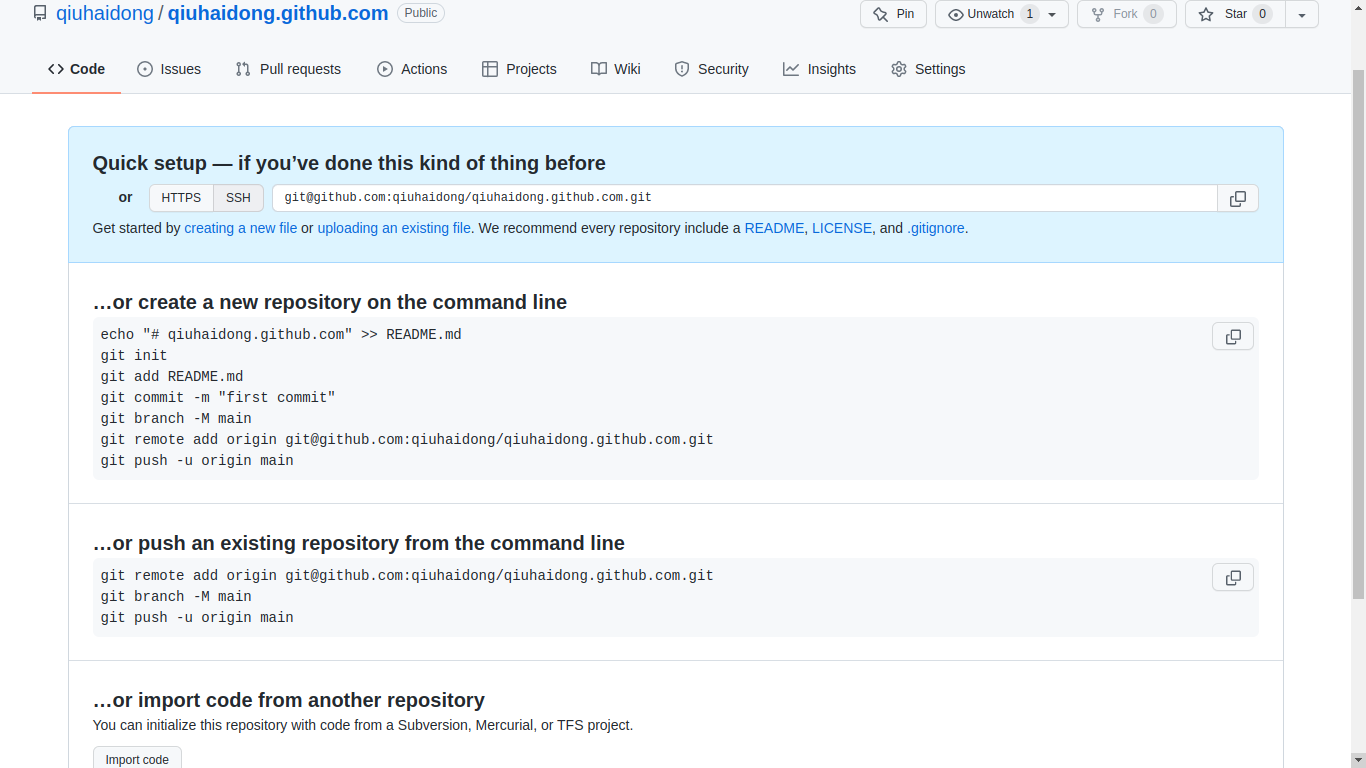 qiuhaidong / qiuhaidong.github.com Public Pin Unwatch 1 Fork 0 Star 0
Code Issues Pull requests Actions Projects Wiki Security Insights Settings
Quick setup — if you’ve done this kind of thing before
or HTTPS SSH git@github.com:qiuhaidong/qiuhaidong.github.com.git
Get started by creating a new file or uploading an existing file. We recommend every repository include a README, LICENSE, and .gitignore.
…or create a new repository on the command line
echo "# qiuhaidong.github.com" >> README.md
git init
git add README.md
git commit -m "first commit"
git branch -M main
git remote add origin git@github.com:qiuhaidong/qiuhaidong.github.com.git
git push -u origin main
…or push an existing repository from the command line
git remote add origin git@github.com:qiuhaidong/qiuhaidong.github.com.git
git branch -M main
git push -u origin main
…or import code from another repository
You can initialize this repository with code from a Subversion, Mercurial, or TFS project.
Import code